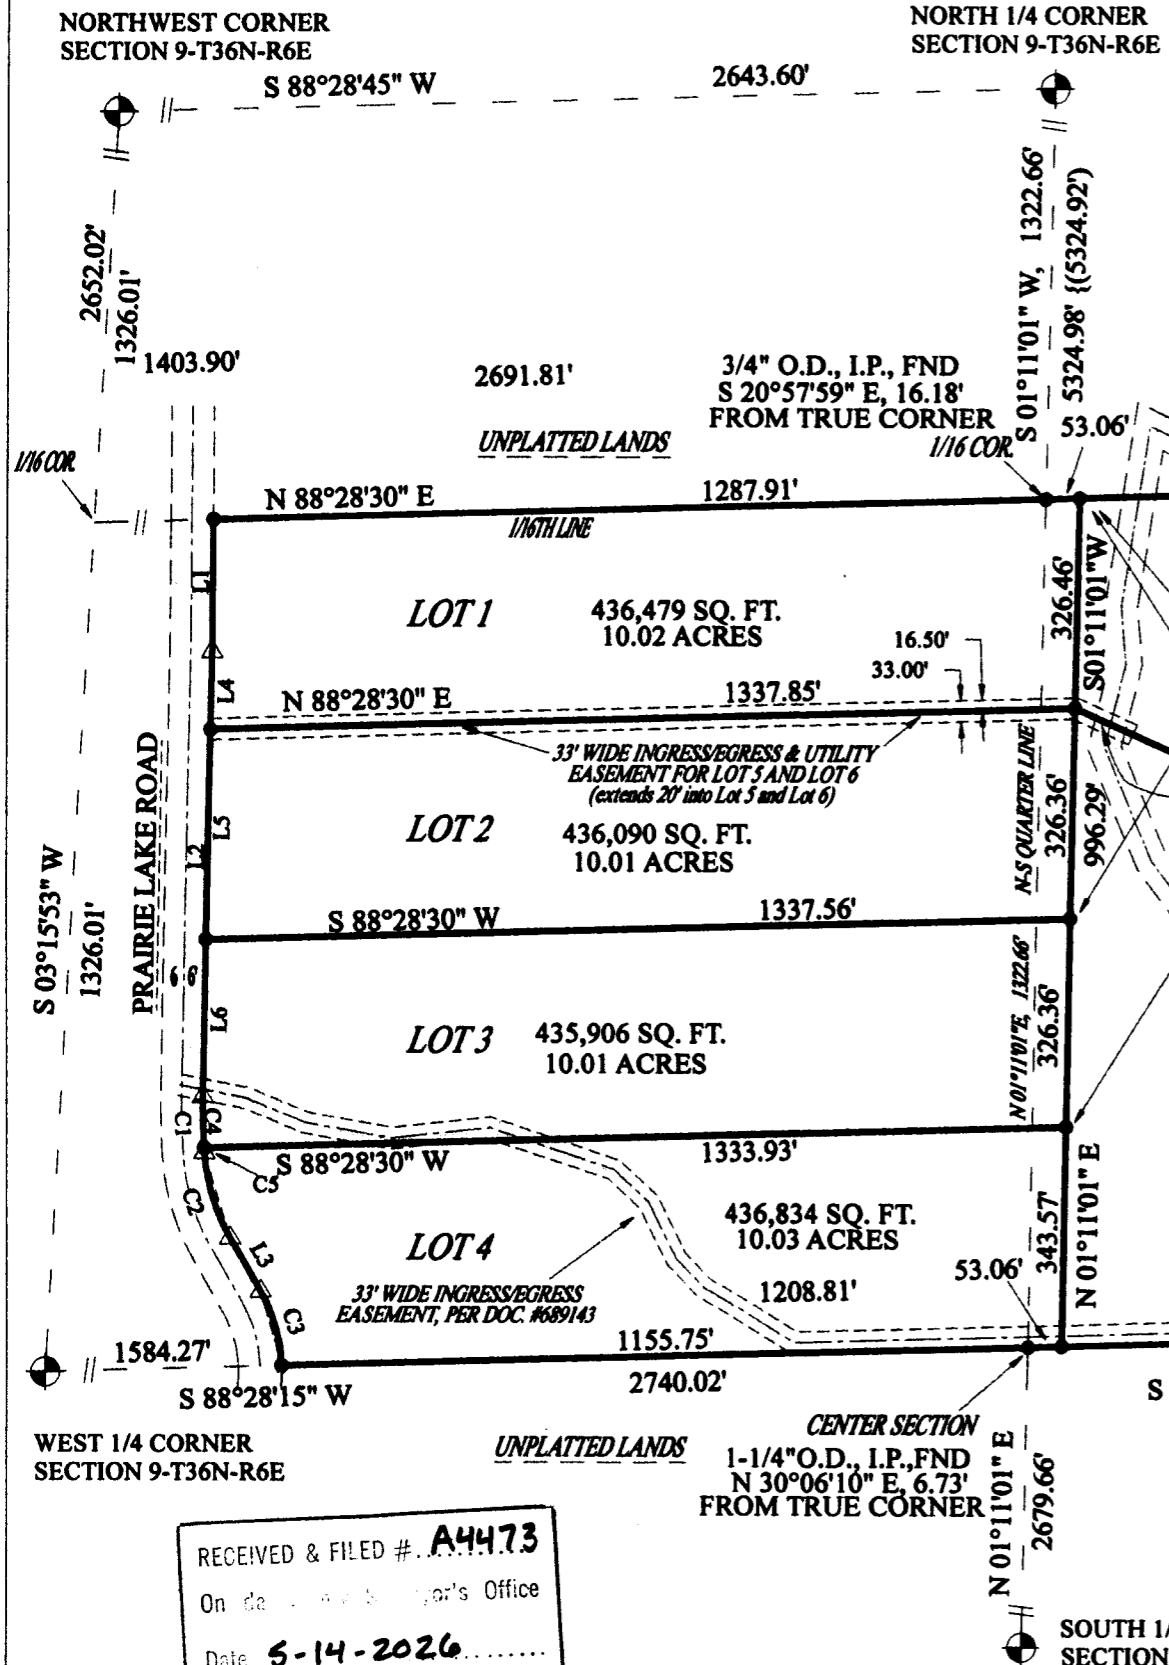 NORTHWEST CORNER
SECTION 9-T36N-R6E
NORTH 1/4 CORNER
SECTION 9-T36N-R6E
S 88°28'45" W
2643.60'
2652.02'
1326.01'
S 01°11'01" W, 1322.66'
5324.98' {(5324.92')
1403.90'
2691.81'
3/4" O.D., I.P., FND
S 20°57'59" E, 16.18'
FROM TRUE CORNER
1/16 COR.
53.06'
UNPLATTED LANDS
1/16 COR.
N 88°28'30" E
1287.91'
1/16TH LINE
L1
LOT 1
436,479 SQ. FT.
10.02 ACRES
326.46'
S01°11'01"W
16.50'
33.00'
L4
N 88°28'30" E
1337.85'
33' WIDE INGRESS/EGRESS & UTILITY
EASEMENT FOR LOT 5 AND LOT 6
(extends 20' into Lot 5 and Lot 6)
PRAIRIE LAKE ROAD
L5
L2
LOT 2
436,090 SQ. FT.
10.01 ACRES
N-S QUARTER LINE
326.36'
996.29'
S 03°15'53" W
1326.01'
S 88°28'30" W
1337.56'
66'
L6
LOT 3
435,906 SQ. FT.
10.01 ACRES
N 01°11'01"E, 1322.66'
326.36'
C1
C4
S 88°28'30" W
1333.93'
C5
C2
L3
LOT 4
436,834 SQ. FT.
10.03 ACRES
343.57'
N 01°11'01" E
33' WIDE INGRESS/EGRESS
EASEMENT, PER DOC. #689143
53.06'
1208.81'
C3
1584.27'
1155.75'
S 88°28'15" W
2740.02'
S
WEST 1/4 CORNER
SECTION 9-T36N-R6E
UNPLATTED LANDS
CENTER SECTION
1-1/4"O.D., I.P.,FND
N 30°06'10" E, 6.73'
FROM TRUE CORNER
N 01°11'01" E
2679.66'
RECEIVED & FILED # A4473
On
Office
Date 5-14-2026
SOUTH 1/
SECTION